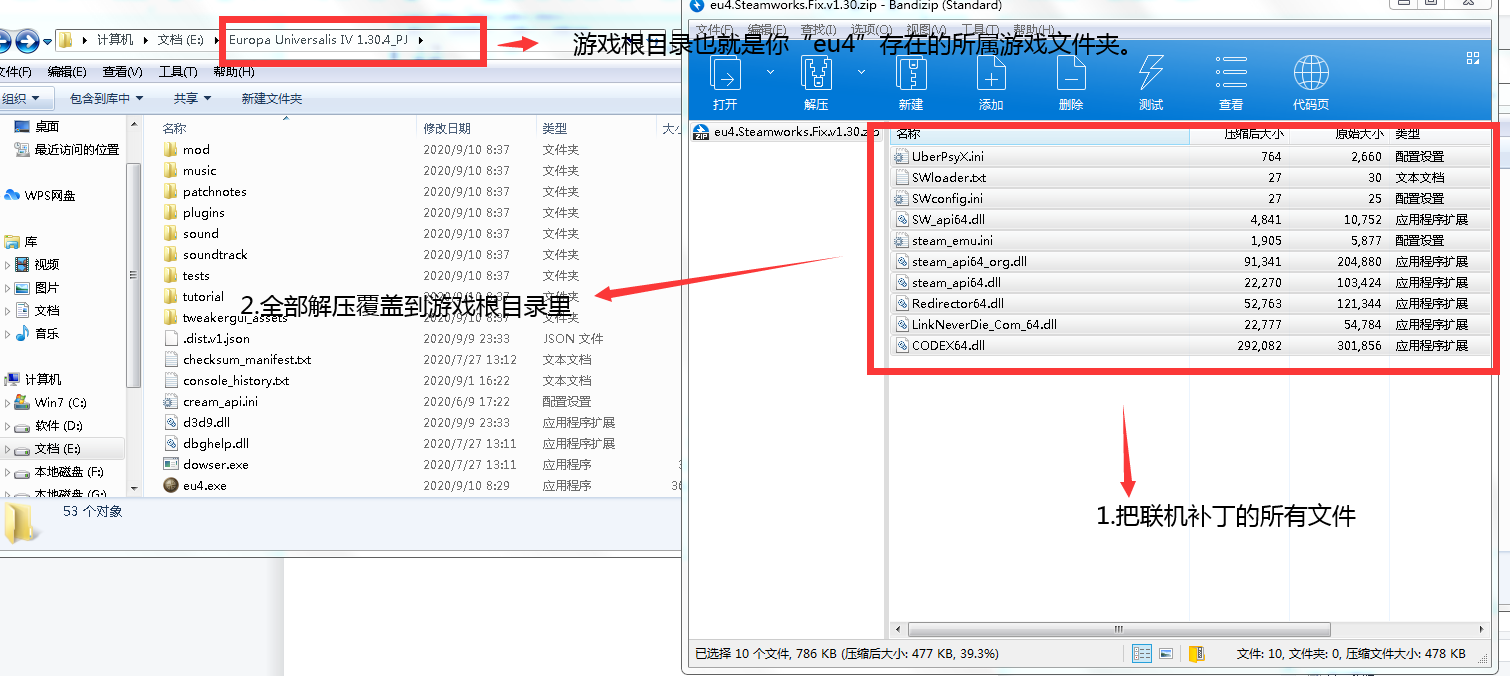 eu4.Steamworks.Fix.v1.30.zip - Bandizip (Standard)
计算机 文档 (E:) Europa Universalis IV 1.30.4_PJ
游戏根目录也就是你“eu4”存在的所属游戏文件夹。
文件(F) 编辑(E) 查找(I) 选项(O) 视图(V) 工具(T) 帮助(H)
文件(F) 编辑(E) 查看(V) 工具(T) 帮助(H)
组织 包含到库中 共享 新建文件夹
打开 解压 新建 添加 删除 测试 查看 代码页
桌面
最近访问的位置
WPS网盘
库
视频
图片
文档
音乐
计算机
Win7 (C:)
软件 (D:)
文档 (E:)
本地磁盘 (F:)
本地磁盘 (G:)
名称 修改日期 类型 大小
mod 2020/9/10 8:37 文件夹
music 2020/9/10 8:37 文件夹
patchnotes 2020/9/10 8:37 文件夹
plugins 2020/9/10 8:37 文件夹
sound 2020/9/10 8:37 文件夹
soundtrack 2020/9/10 8:37 文件夹
tests 2020/9/10 8:37 文件夹
tutorial 2020/9/10 8:37 文件夹
2.全部解压覆盖到游戏根目录里
tweakergui_assets 2020/9/10 8:37 文件夹
.dist.v1.json 2020/9/9 23:33 JSON 文件
checksum_manifest.txt 2020/7/27 13:12 文本文档
console_history.txt 2020/9/1 16:22 文本文档
cream_api.ini 2020/6/9 17:22 配置设置
d3d9.dll 2020/9/9 23:33 应用程序扩展
dbghelp.dll 2020/7/27 13:11 应用程序扩展
dowser.exe 2020/7/27 13:11 应用程序
eu4.exe 2020/9/10 8:29 应用程序
53 个对象
eu4.Steamworks.Fix.v1.30.zip
名称 压缩后大小 原始大小 类型
UberPsyX.ini 764 2,660 配置设置
SWloader.txt 27 30 文本文档
SWconfig.ini 27 25 配置设置
SW_api64.dll 4,841 10,752 应用程序扩展
steam_emu.ini 1,905 5,877 配置设置
steam_api64_org.dll 91,341 204,880 应用程序扩展
steam_api64.dll 22,270 103,424 应用程序扩展
Redirector64.dll 52,763 121,344 应用程序扩展
LinkNeverDie_Com_64.dll 22,777 54,784 应用程序扩展
CODEX64.dll 292,082 301,856 应用程序扩展
1.把联机补丁的所有文件
已选择 10 个文件, 786 KB (压缩后大小: 477 KB, 39.3%)
文件: 10, 文件夹: 0, 压缩文件大小: 478 KB